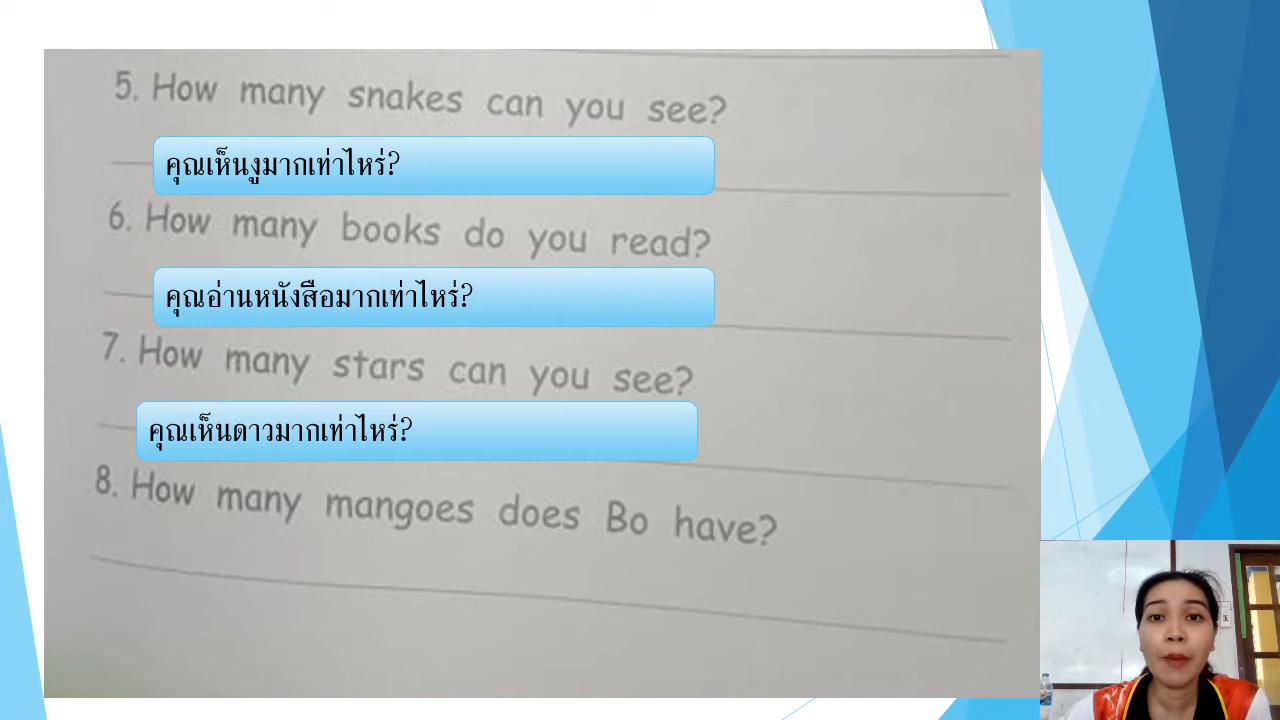 5. How many snakes can you see?
คุณเห็นงูมากเท่าไหร่?
6. How many books do you read?
คุณอ่านหนังสือมากเท่าไหร่?
7. How many stars can you see?
คุณเห็นดาวมากเท่าไหร่?
8. How many mangoes does Bo have?